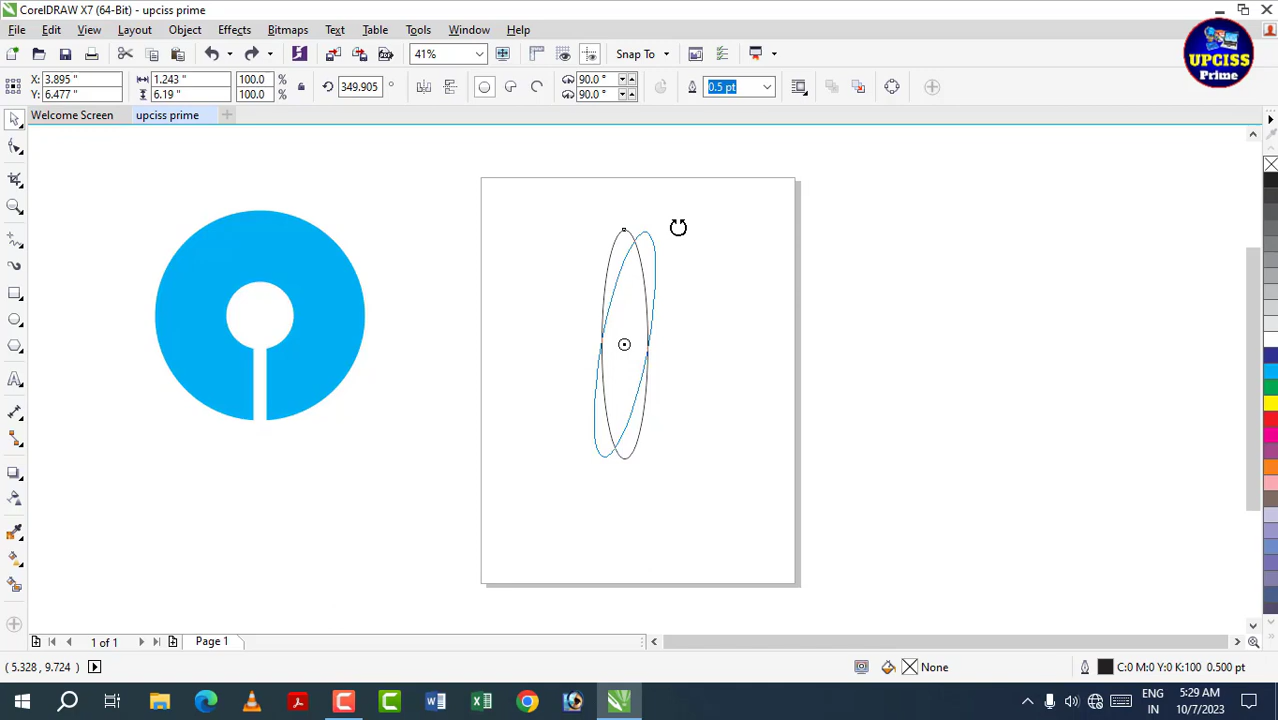 CorelDRAW X7 (64-Bit) - upciss prime
File Edit View Layout Object Effects Bitmaps Text Table Tools Window Help
UPCISS
Prime
41% Snap To
X: 3.895 " 1.243 " 100.0 % 349.905 ° 90.0 ° 0.5 pt
Y: 6.477 " 6.19 " 100.0 % 90.0 °
Welcome Screen upciss prime
1 of 1 Page 1
(5.328 , 9.724 ) None C:0 M:0 Y:0 K:100 0.500 pt
ENG 5:29 AM
IN 10/7/2023